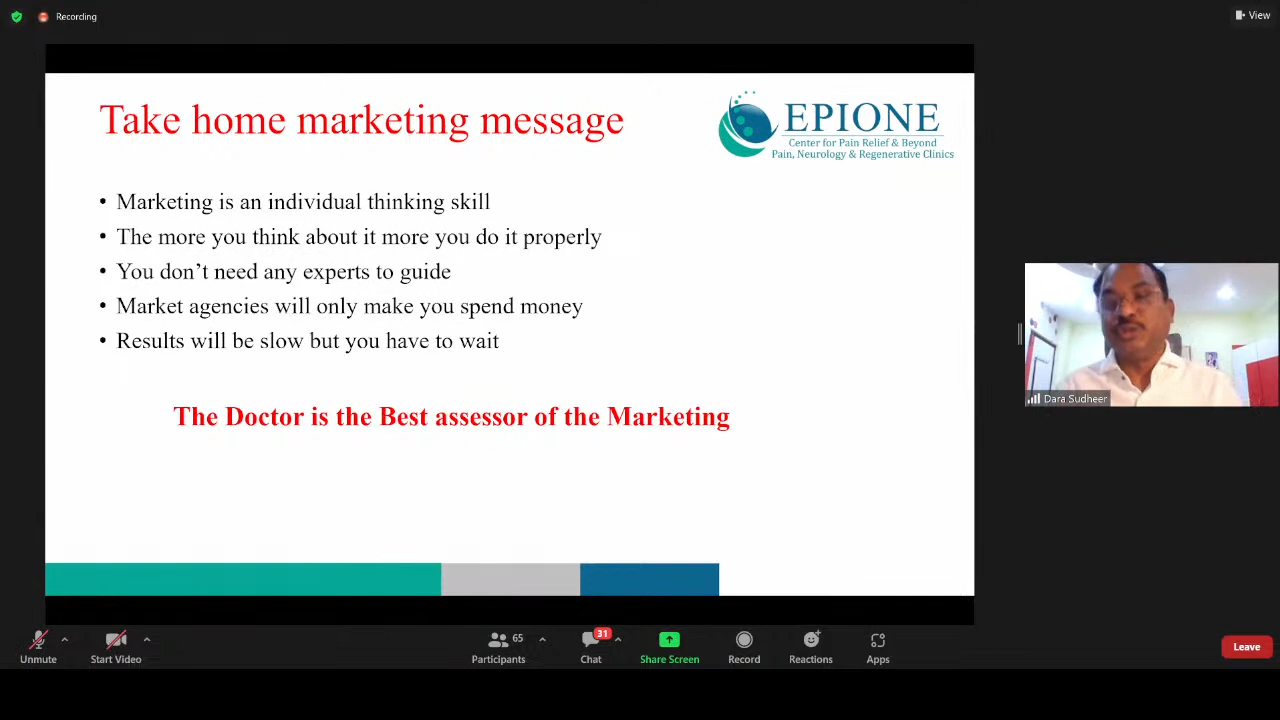 Recording
View
Take home marketing message
EPIONE
Center for Pain Relief & Beyond
Pain, Neurology & Regenerative Clinics
• Marketing is an individual thinking skill
• The more you think about it more you do it properly
• You don’t need any experts to guide
• Market agencies will only make you spend money
• Results will be slow but you have to wait
The Doctor is the Best assessor of the Marketing
Dara Sudheer
65
31
Unmute
Start Video
Participants
Chat
Share Screen
Record
Reactions
Apps
Leave